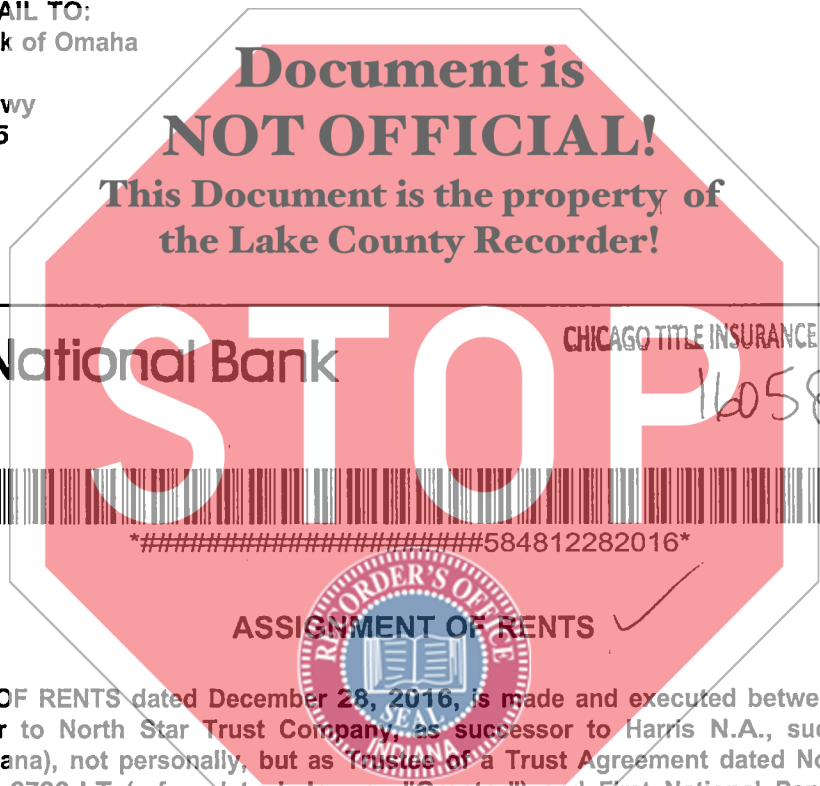 AIL TO:
k of Omaha
wy
5
Document is
NOT OFFICIAL!
This Document is the property of
the Lake County Recorder!
STOP
National Bank
CHICAGO TITLE INSURANCE
16058
*#####################584812282016*
RECORDER'S OFFICE
SEAL
INDIANA
ASSIGNMENT OF RENTS
OF RENTS dated December 28, 2016, is made and executed betwe
r to North Star Trust Company, as successor to Harris N.A., suc
ana), not personally, but as Trustee of a Trust Agreement dated No